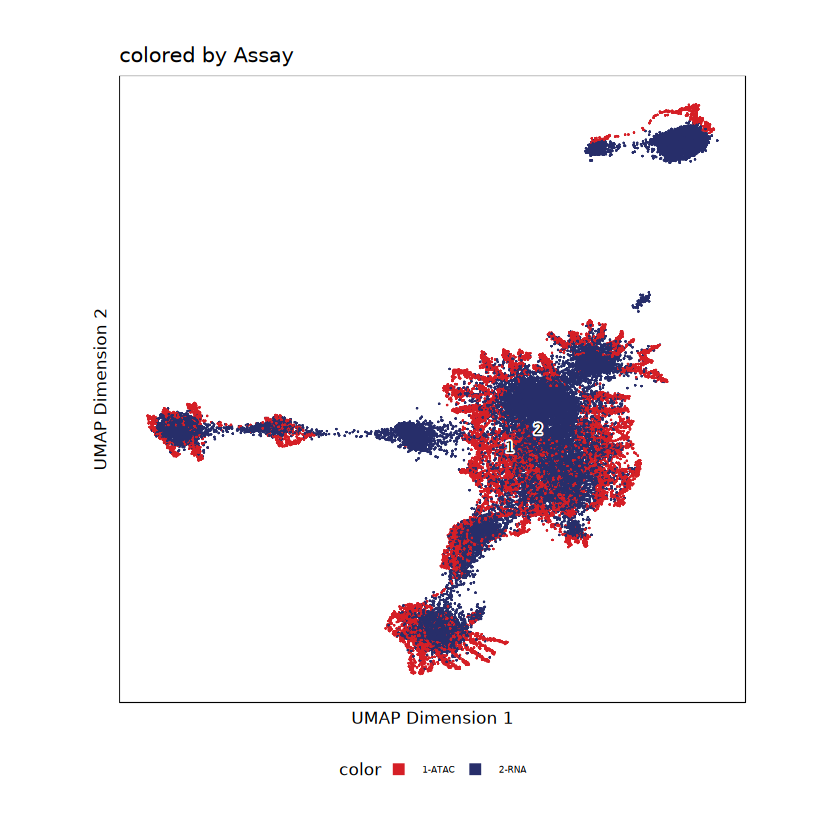 colored by Assay
UMAP Dimension 2
2
1
UMAP Dimension 1
color 1-ATAC 2-RNA